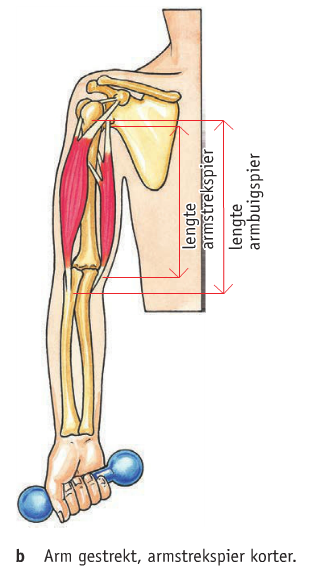 lengte
armstrekspier
lengte
armbuigspier
b Arm gestrekt, armstrekspier korter.